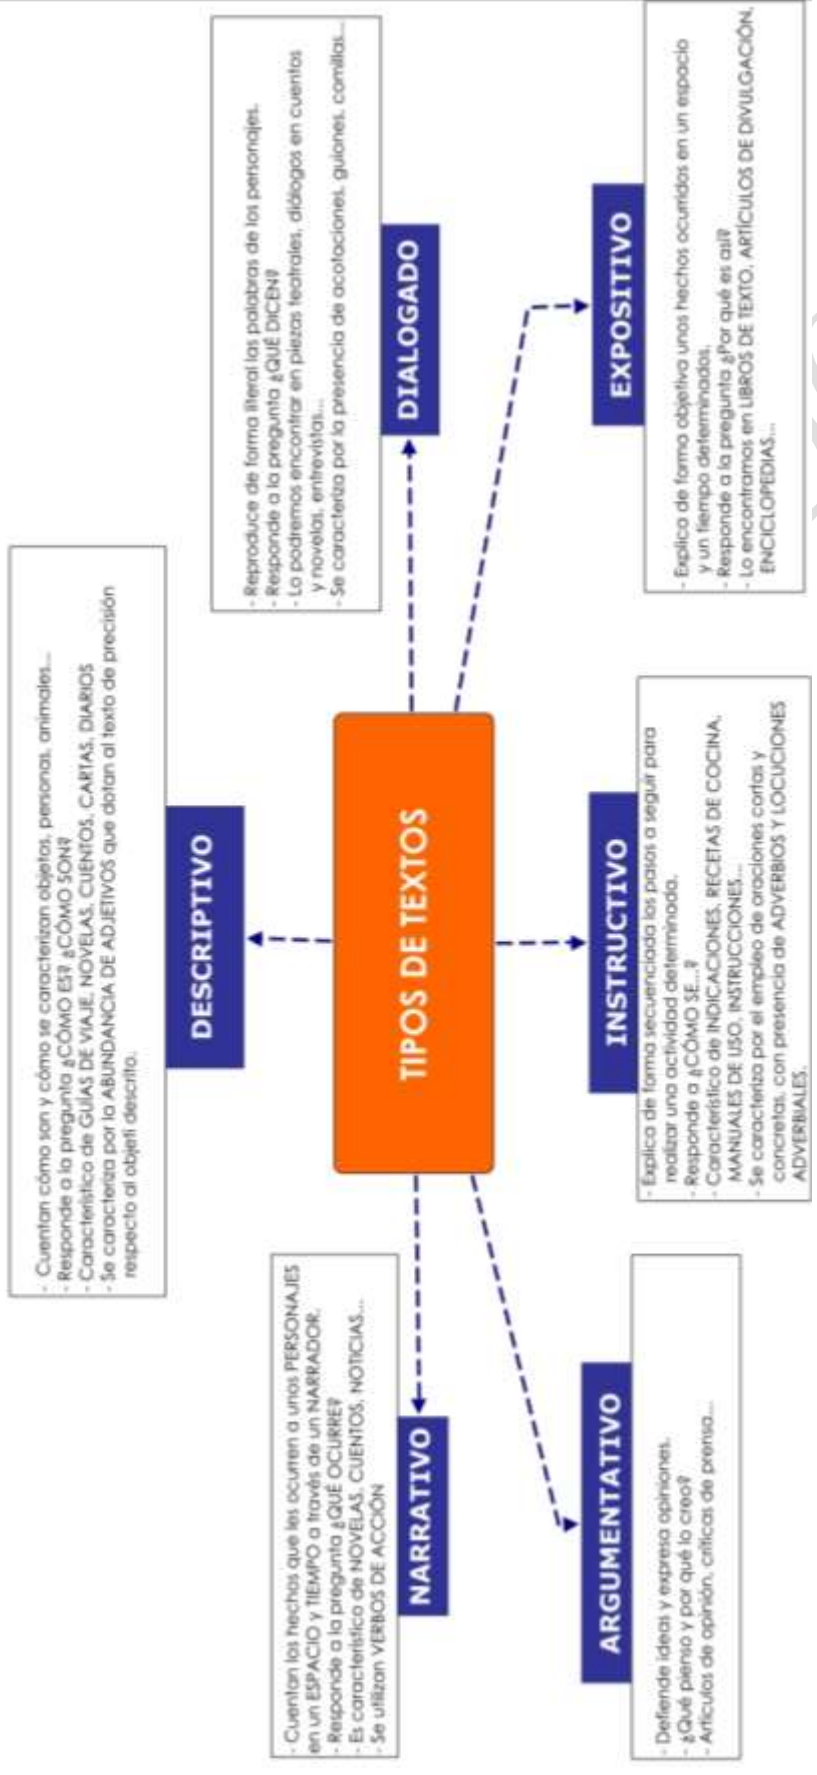 - Cuentan cómo son y cómo se caracterizan objetos, personas, animales...
- Responde a la pregunta ¿CÓMO ES? ¿CÓMO SON?
- Característico de GUÍAS DE VIAJE, NOVELAS, CUENTOS, CARTAS, DIARIOS
- Se caracteriza por la ABUNDANCIA DE ADJETIVOS que dotan al texto de precisión
respecto al objeti descrito.
DESCRIPTIVO
- Cuentan los hechos que les ocurren a unos PERSONAJES
en un ESPACIO y TIEMPO a través de un NARRADOR.
- Responde a la pregunta ¿QUÉ OCURRE?
- Es característico de NOVELAS, CUENTOS, NOTICIAS...
- Se utilizan VERBOS DE ACCIÓN
NARRATIVO
- Reproduce de forma literal las palabras de los personajes.
- Responde a la pregunta ¿QUÉ DICEN?
- Lo podremos encontrar en piezas teatrales, diálogos en cuentos
y novelas, entrevistas...
- Se caracteriza por la presencia de acotaciones, guiones, comillas...
DIALOGADO
TIPOS DE TEXTOS
ARGUMENTATIVO
- Defiende ideas y expresa opiniones.
- ¿Qué pienso y por qué lo creo?
- Artículos de opinión, críticas de prensa...
INSTRUCTIVO
- Explica de forma secuenciada los pasos a seguir para
realizar una actividad determinada.
- Responde a ¿CÓMO SE...?
- Característico de INDICACIONES, RECETAS DE COCINA,
MANUALES DE USO, INSTRUCCIONES...
- Se caracteriza por el empleo de oraciones cortas y
concretas, con presencia de ADVERBIOS Y LOCUCIONES
ADVERBIALES.
EXPOSITIVO
- Explica de forma objetiva unos hechos ocurridos en un espacio
y un tiempo determinados.
- Responde a la pregunta ¿Por qué es así?
- Lo encontramos en LIBROS DE TEXTO, ARTÍCULOS DE DIVULGACIÓN,
ENCICLOPEDIAS...